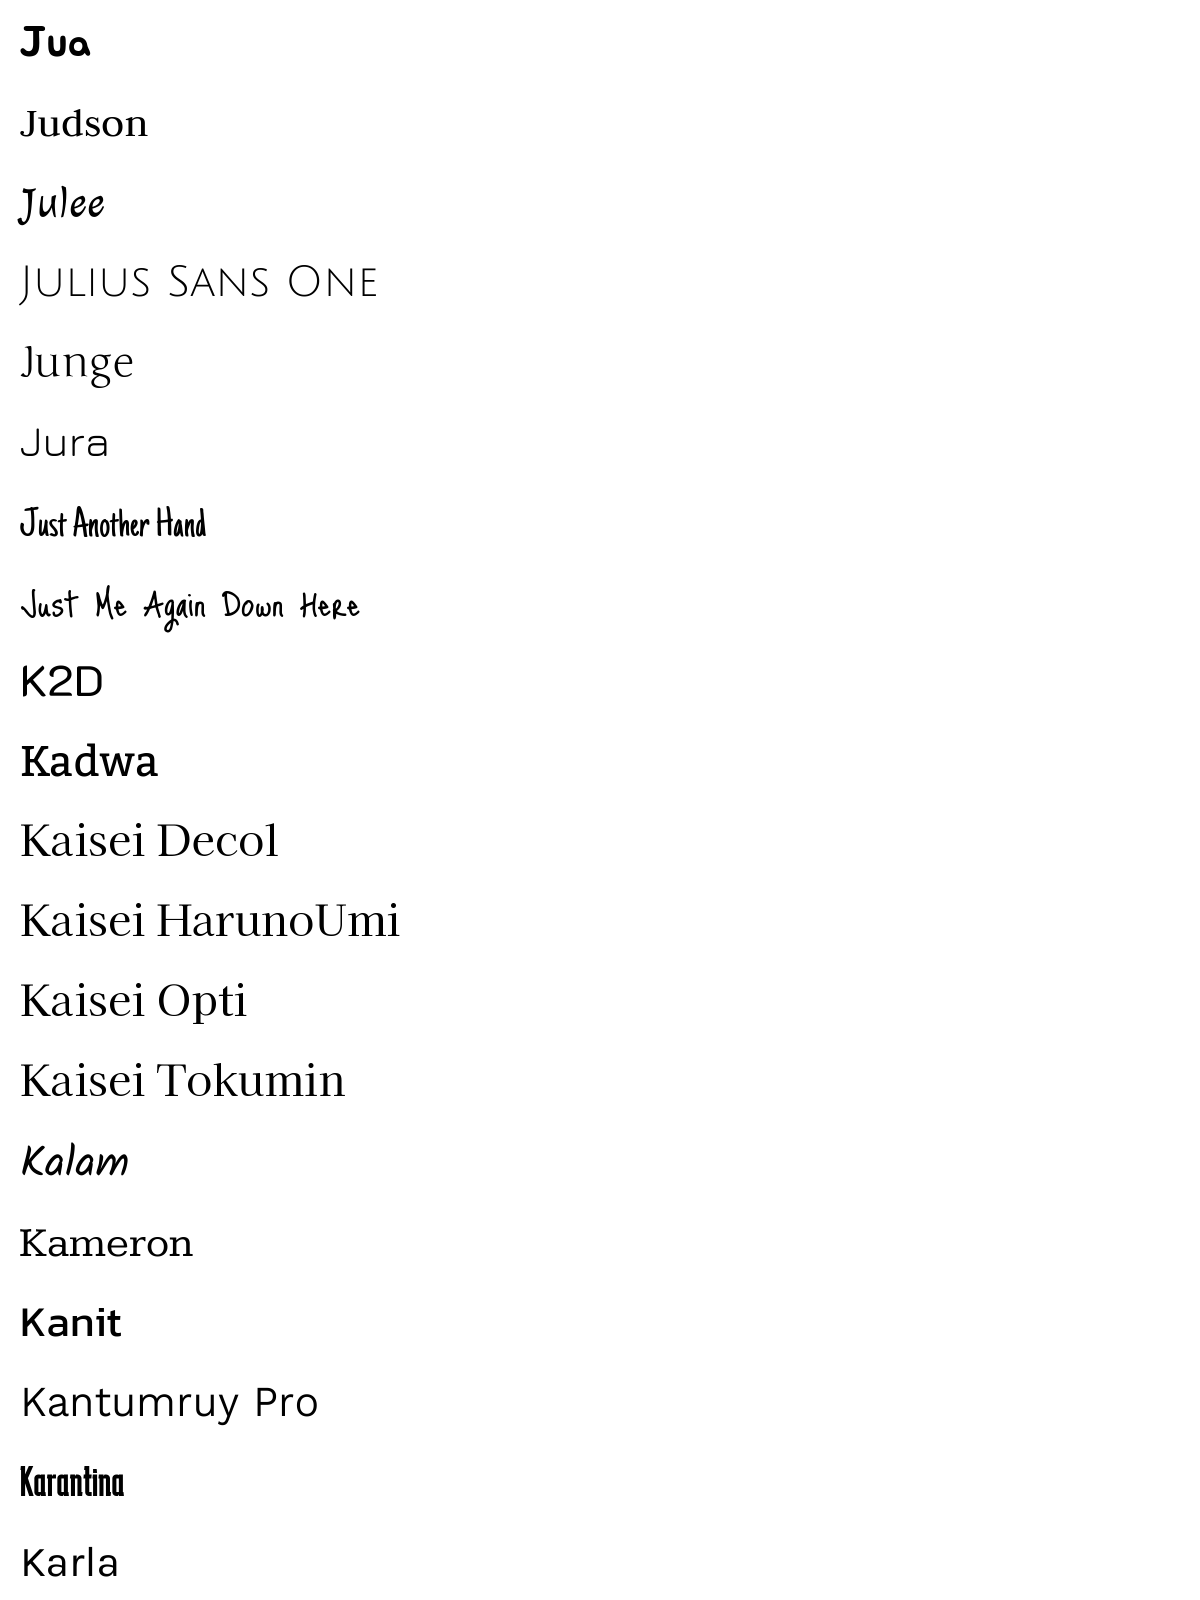 Jua
Judson
Julee
Julius Sans One
Junge
Jura
Just Another Hand
Just Me Again Down Here
K2D
Kadwa
Kaisei Decol
Kaisei HarunoUmi
Kaisei Opti
Kaisei Tokumin
Kalam
Kameron
Kanit
Kantumruy Pro
Karantina
Karla